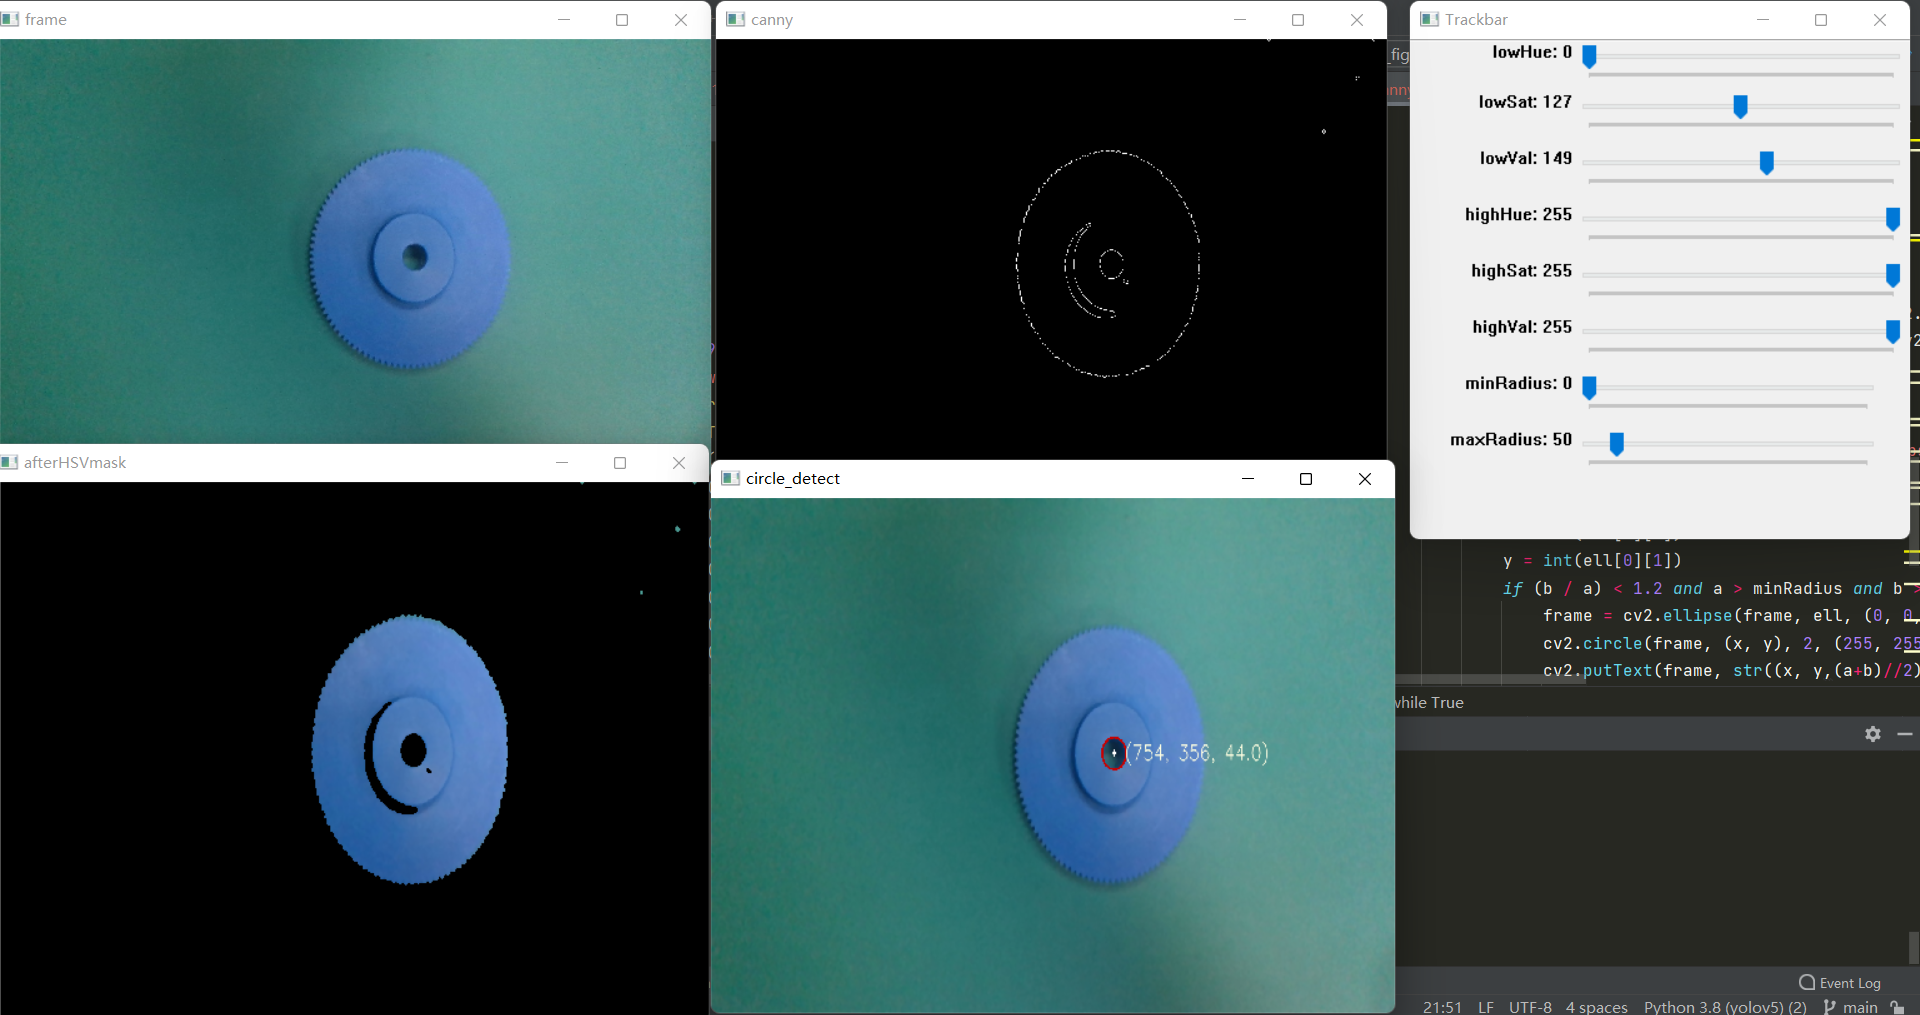 frame
canny
Trackbar
_fig
anny
lowHue: 0
lowSat: 127
lowVal: 149
highHue: 255
highSat: 255
highVal: 255
minRadius: 0
maxRadius: 50
afterHSVmask
circle_detect
(754, 356, 44.0)
y = int(ell[0][1])
if (b / a) < 1.2 and a > minRadius and b >
frame = cv2.ellipse(frame, ell, (0, 0,
cv2.circle(frame, (x, y), 2, (255, 255
cv2.putText(frame, str((x, y,(a+b)//2)
while True
Event Log
21:51 LF UTF-8 4 spaces Python 3.8 (yolov5) (2) main